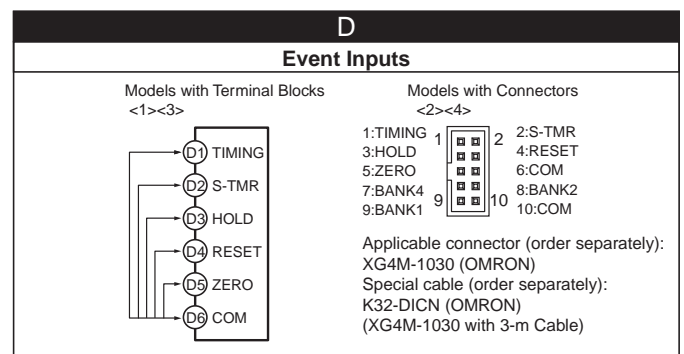 D
Event Inputs
Models with Terminal Blocks
<1><3>
D1 TIMING
D2 S-TMR
D3 HOLD
D4 RESET
D5 ZERO
D6 COM
Models with Connectors
<2><4>
1:TIMING 1 2 2:S-TMR
3:HOLD 4:RESET
5:ZERO 6:COM
7:BANK4 8:BANK2
9:BANK1 9 10 10:COM
Applicable connector (order separately):
XG4M-1030 (OMRON)
Special cable (order separately):
K32-DICN (OMRON)
(XG4M-1030 with 3-m Cable)